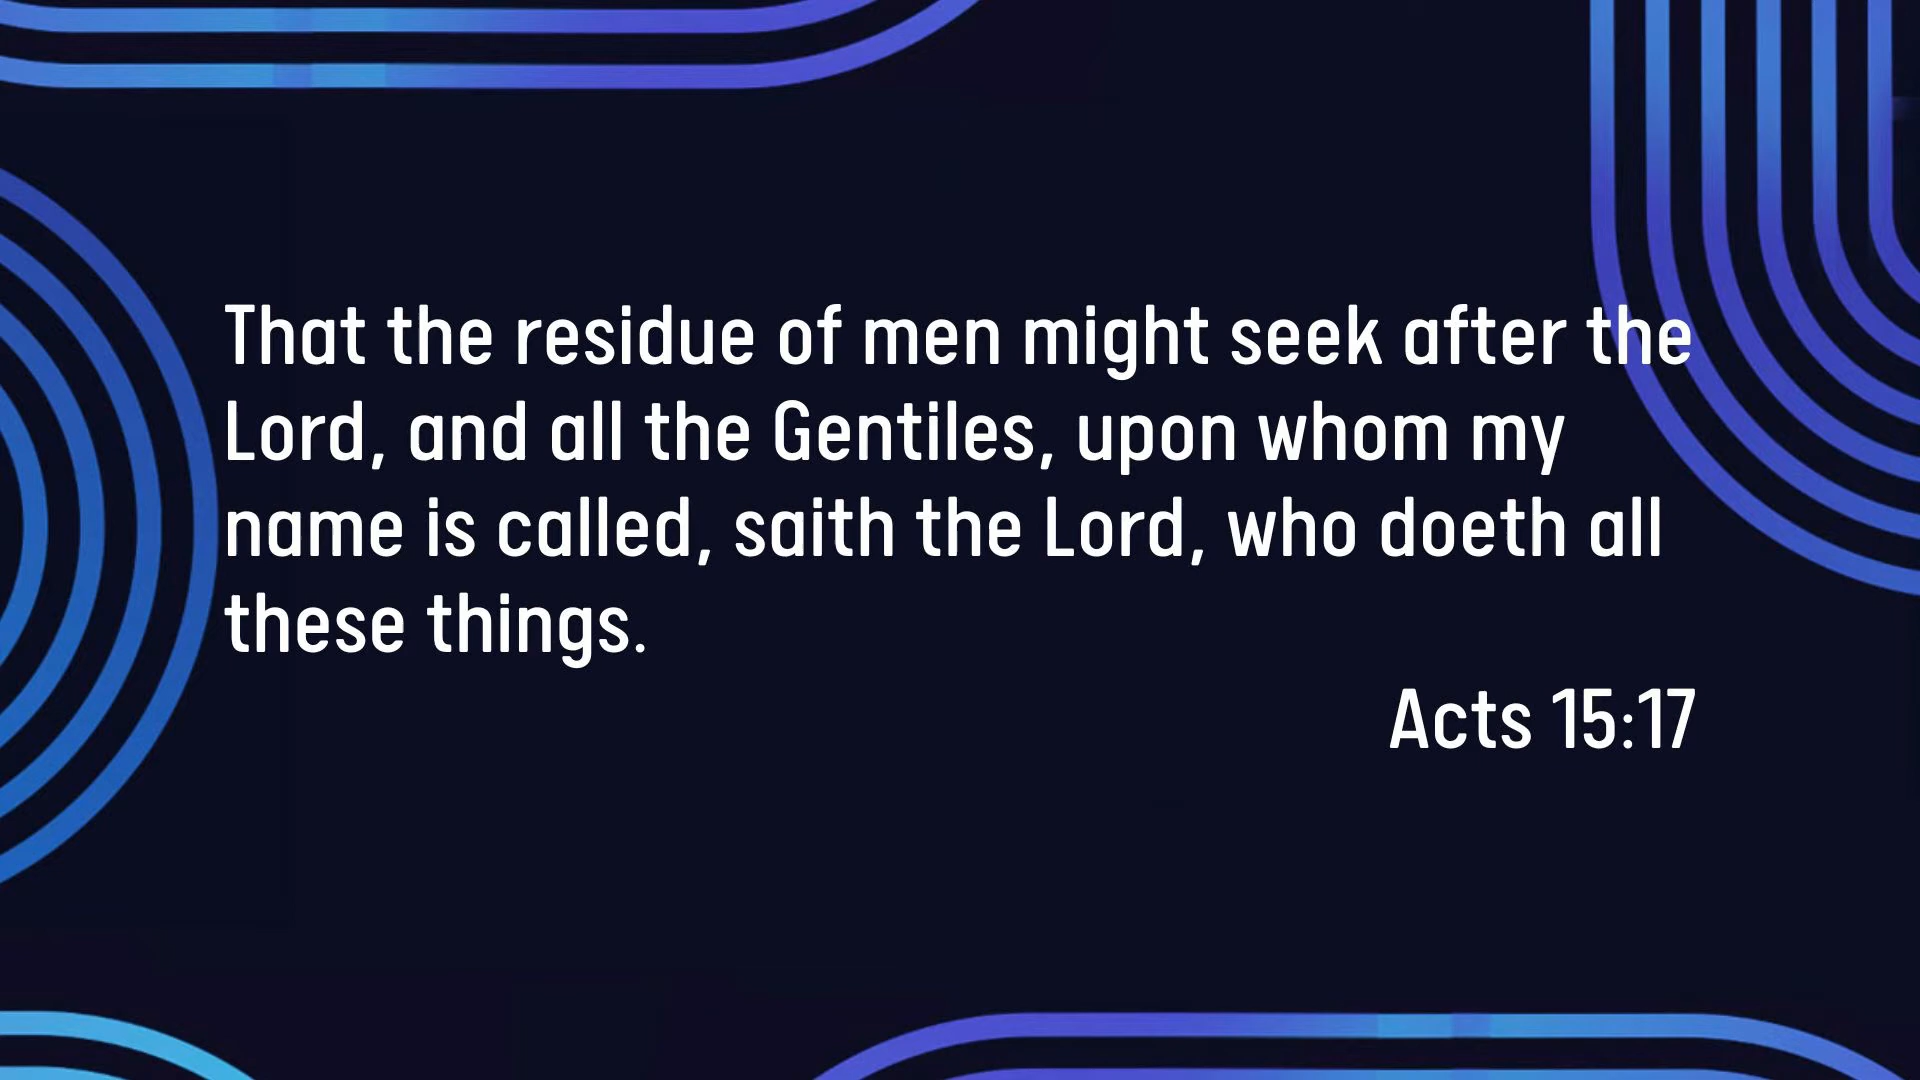 That the residue of men might seek after the
Lord, and all the Gentiles, upon whom my
name is called, saith the Lord, who doeth all
these things.
Acts 15:17